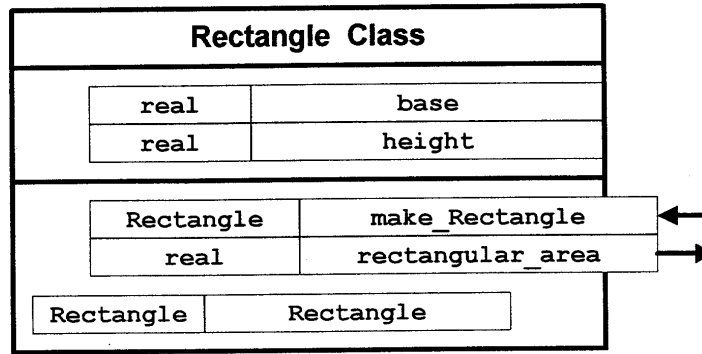 Rectangle Class
real base
real height
Rectangle make_Rectangle
real rectangular_area
Rectangle Rectangle